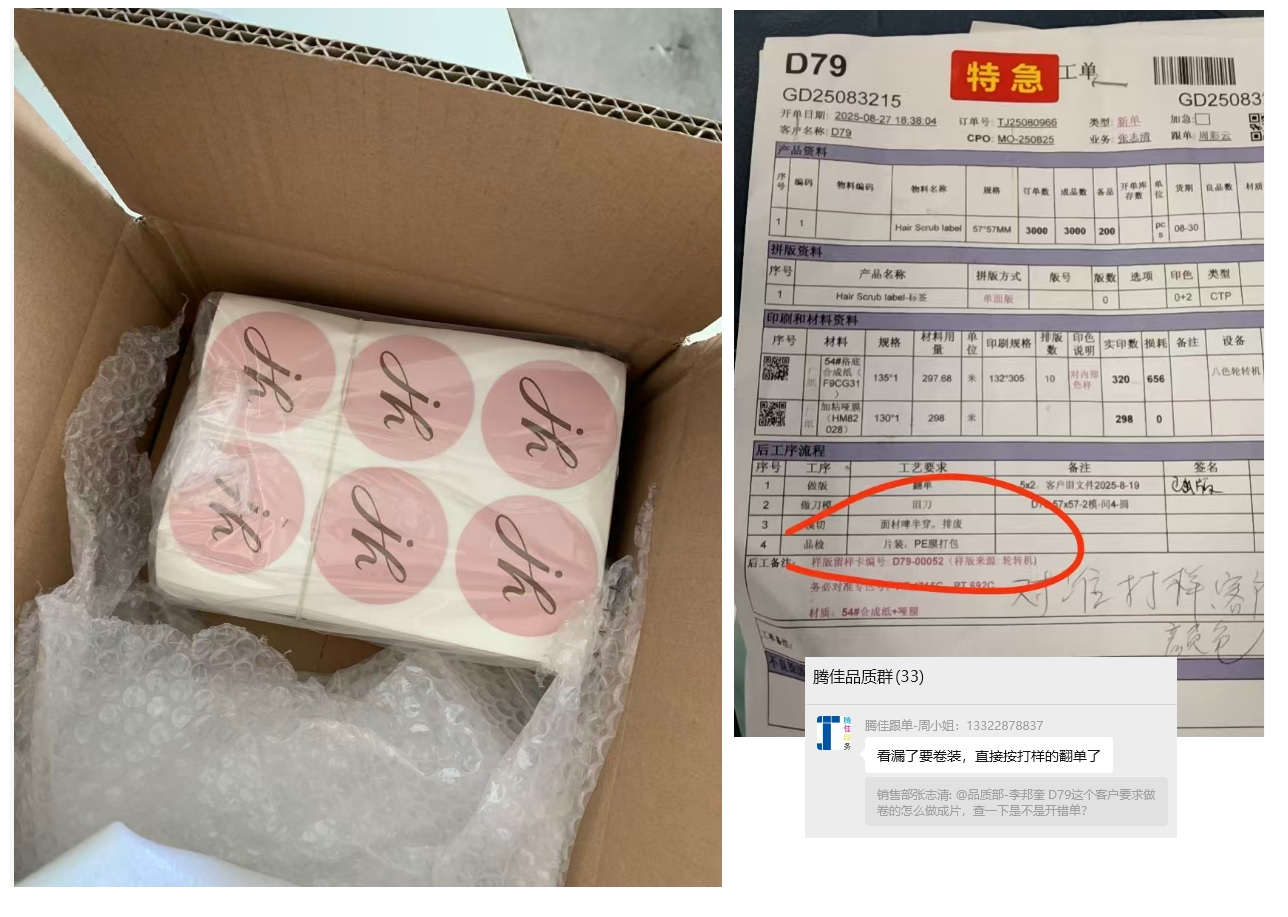 jh jh jh
jh jh jh
D79
特急
工单
GD25083215
GD25083
开单日期: 2025-08-27 18.38.04
订单号: TJ25080966
类型: 新单
加急:
客户名称: D79
CPO: MO-250825
业务: 张志清
跟单: 周彩云
产品资料
序号 编码 物料编码 物料名称 规格 订单数 成品数 备品 开单库存数 单位 货期 良品数 材质
1 1 Hair Scrub label 57*57MM 3000 3000 200 pcs 08-30
拼版资料
序号 产品名称 拼版方式 版号 版数 选项 印色 类型
1 Hair Scrub label-标签 单面版 0 0+2 CTP
印刷和材料资料
序号 材料 规格 材料用量 单位 印刷规格 排版数 印色说明 实印数 损耗 备注 设备
厂纸 54#格底合成纸(F9CG31) 135*1 297.68 米 132*305 10 对内部色样 320 656 八色轮转机
厂纸 加粘哑膜(HM82028) 130*1 298 米 298 0
后工序流程
序号 工序 工艺要求 备注 签名
1 做版 翻单 5x2 客户旧文件2025-8-19 已做版
2 做刀模 旧刀 57x57-2模-问4-圆
3 模切 面材啤半穿。排废
4 品检 片装：PE膜打包
后工备注: 样版留样卡编号 D79-00052（样版来源 轮转机）
务必对准专色号 PT 692C
对准打样客
材质: 54#合成纸+哑膜
颜色
工单备注:
腾佳品质群(33)
腾佳印务
腾佳跟单-周小姐：13322878837
看漏了要卷装，直接按打样的翻单了
销售部张志清: @品质部-李邦奎 D79这个客户要求做
卷的怎么做成片，查一下是不是开错单?